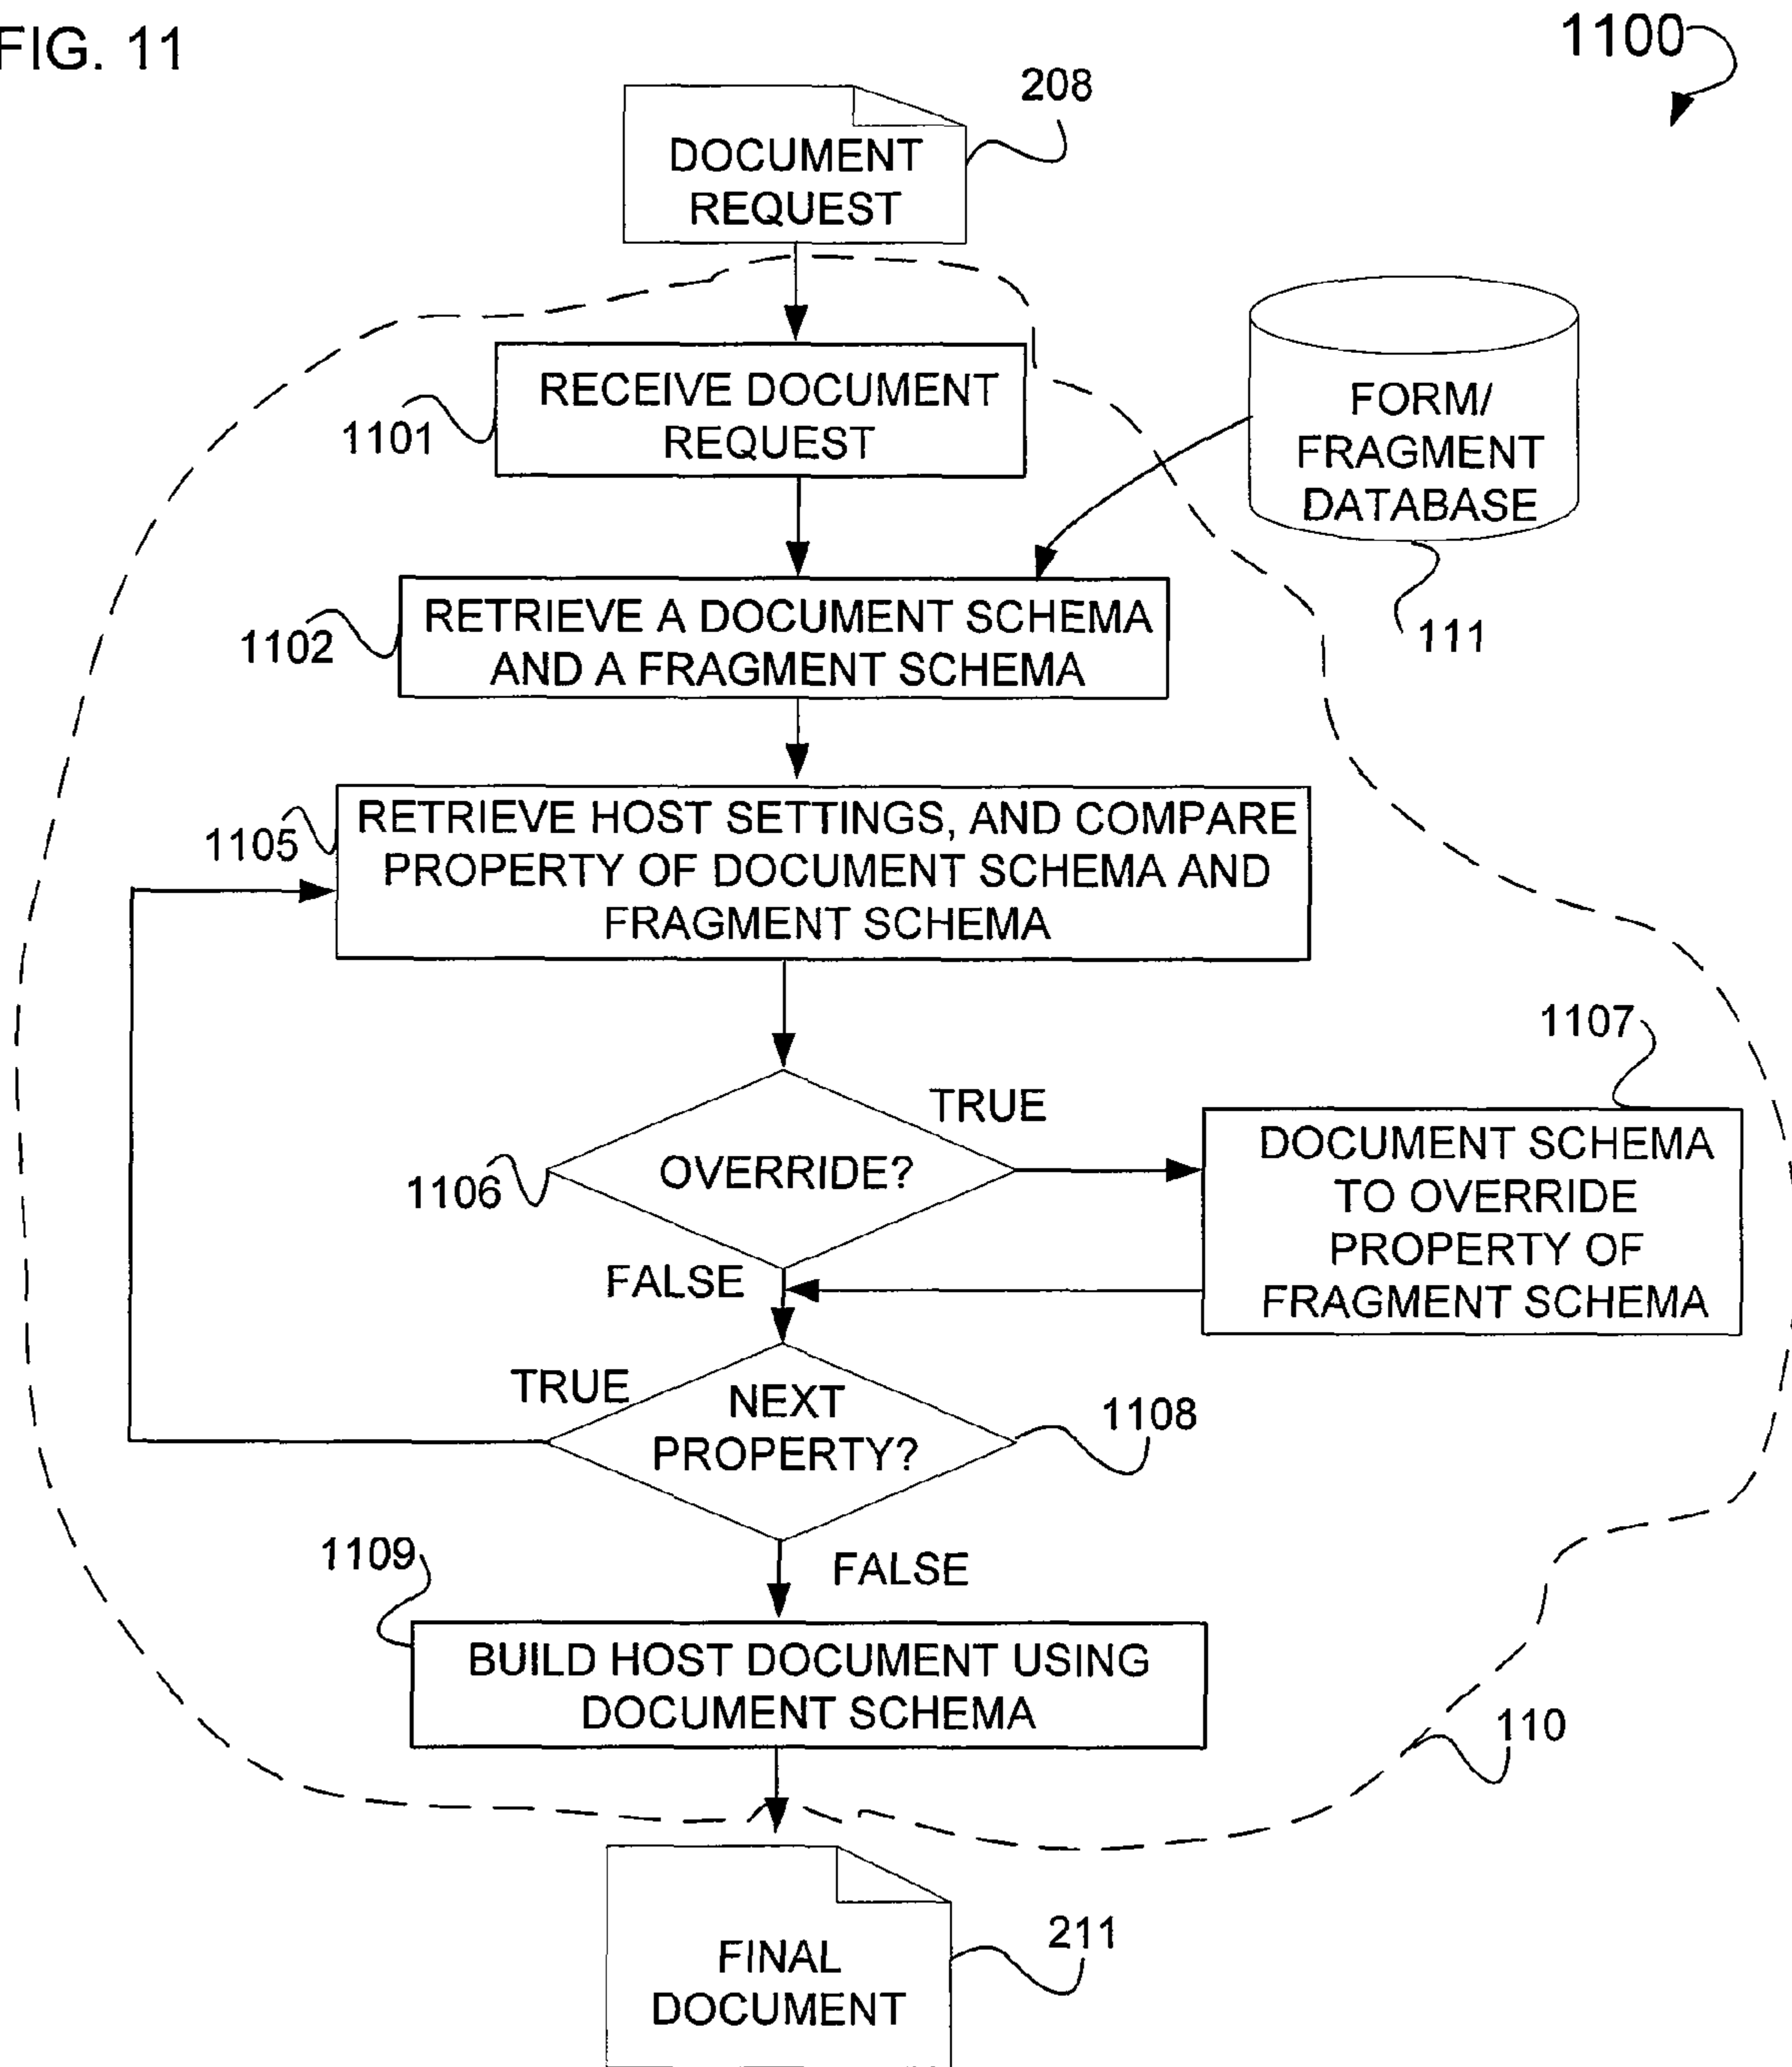 FIG. 11
1100
208
DOCUMENT
REQUEST
RECEIVE DOCUMENT
REQUEST
1101
FORM/
FRAGMENT
DATABASE
111
RETRIEVE A DOCUMENT SCHEMA
AND A FRAGMENT SCHEMA
1102
RETRIEVE HOST SETTINGS, AND COMPARE
PROPERTY OF DOCUMENT SCHEMA AND
FRAGMENT SCHEMA
1105
1107
TRUE
OVERRIDE?
1106
DOCUMENT SCHEMA
TO OVERRIDE
PROPERTY OF
FRAGMENT SCHEMA
FALSE
TRUE
NEXT
PROPERTY?
1108
1109
FALSE
BUILD HOST DOCUMENT USING
DOCUMENT SCHEMA
110
211
FINAL
DOCUMENT